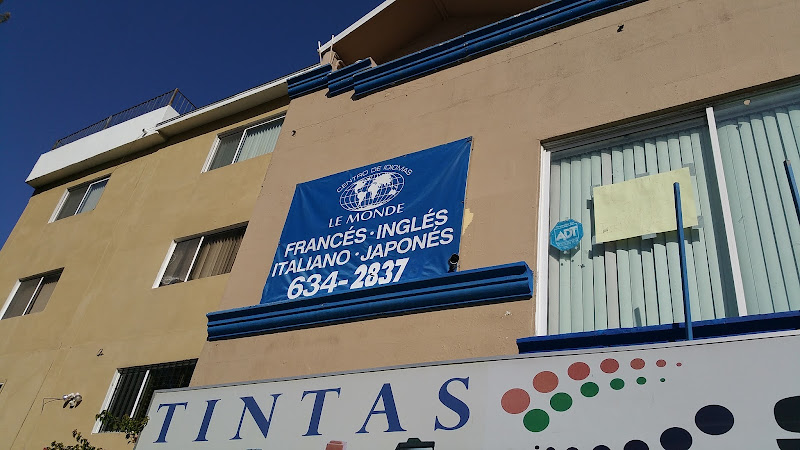 CENTRO DE IDIOMAS
LE MONDE
FRANCÉS · INGLÉS
ITALIANO · JAPONÉS
634-2837
ADT
TINTAS